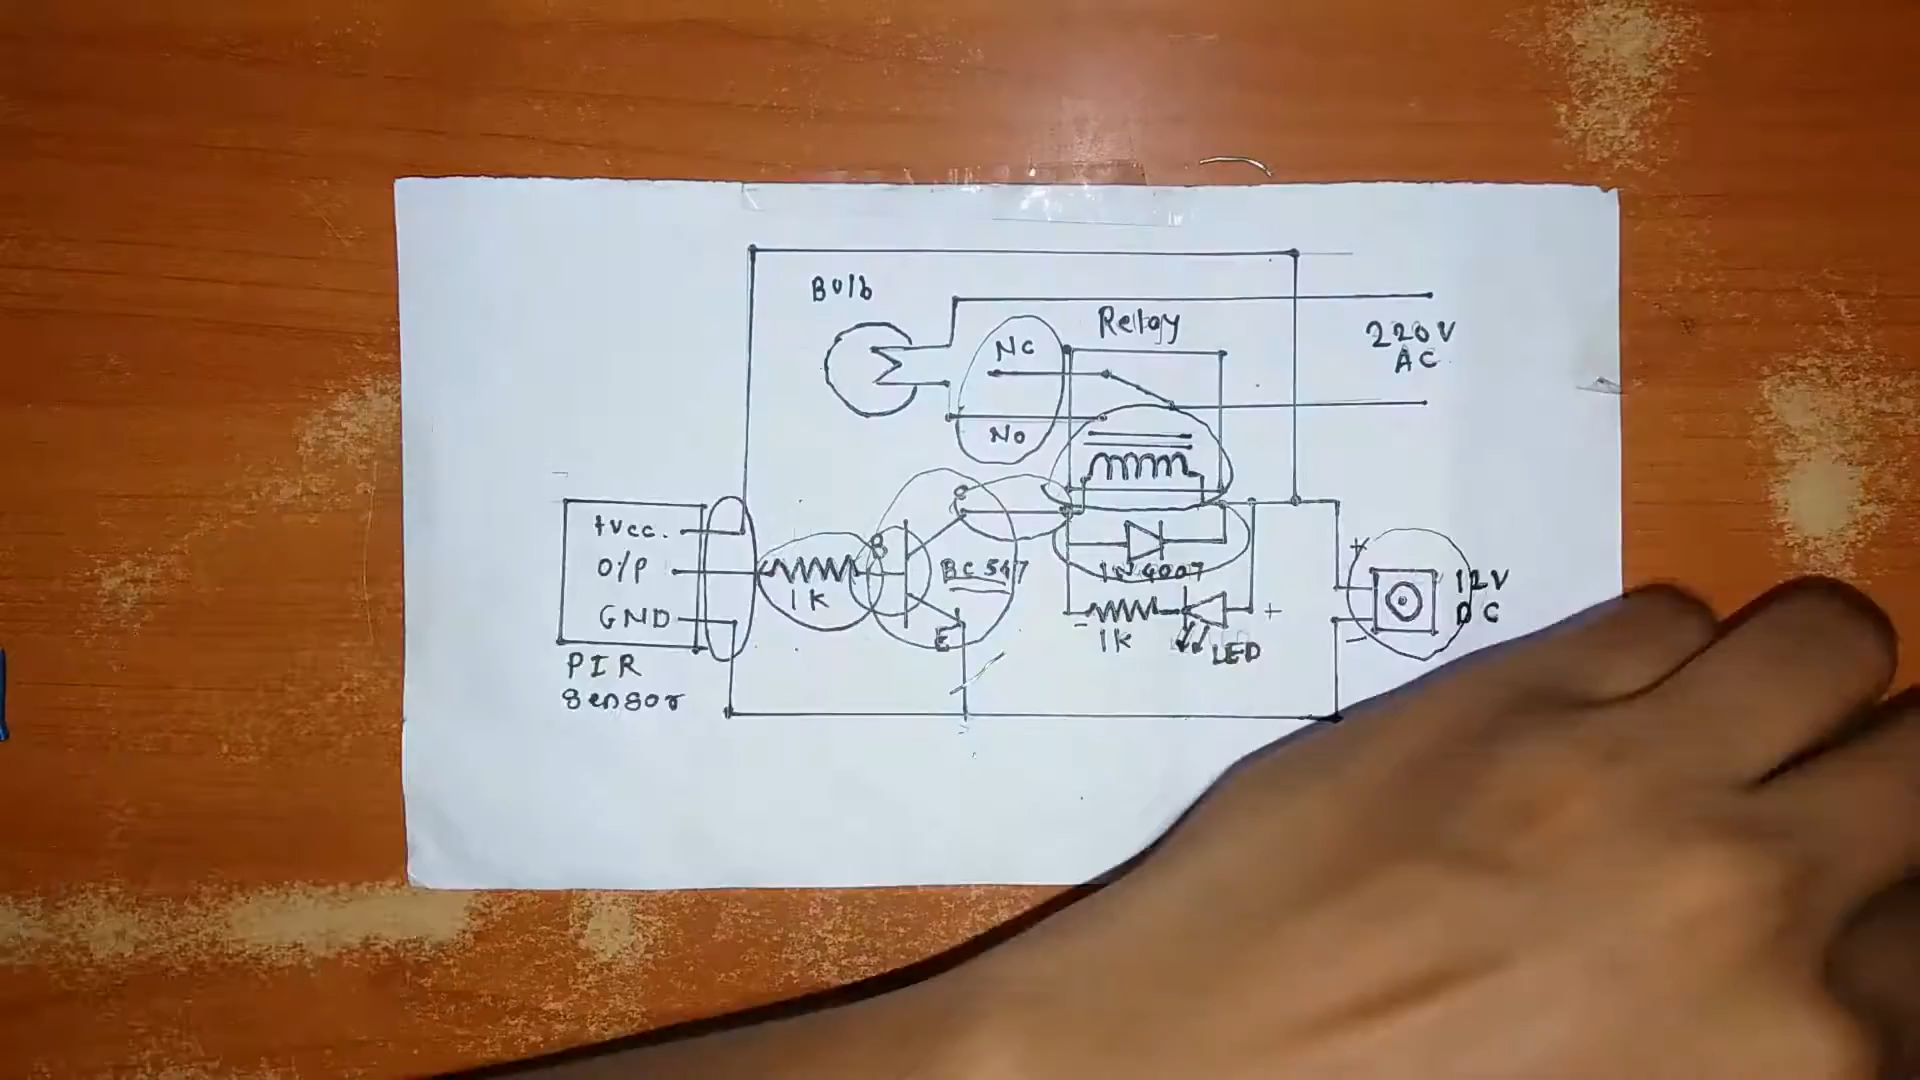 Bulb
Relay
NC
220V
AC
No
+Vcc.
O/P
GND
PIR
sensor
1K
B
C
E
BC547
1N4007
-
1K
LED
+
+
-
12V
DC